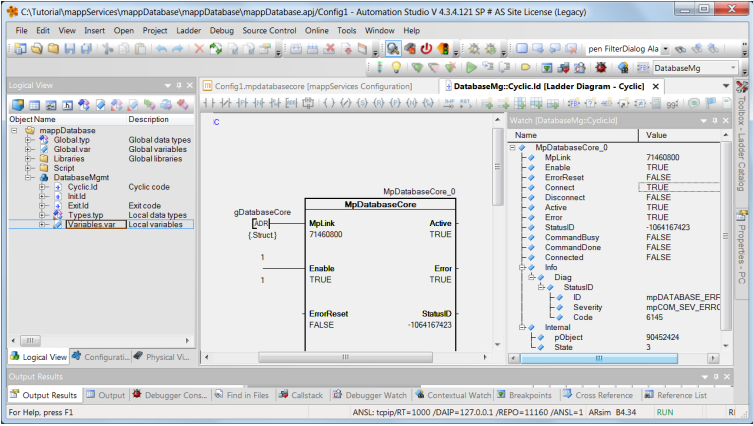 C:\Tutorial\mappServices\mappDatabase\mappDatabase\mappDatabase.apj/Config1 - Automation Studio V 4.3.4.121 SP # AS Site License (Legacy)
File Edit View Insert Open Project Ladder Debug Source Control Online Tools Window Help
pen FilterDialog Ala
DatabaseMg
Logical View
Object Name Description
mappDatabase
Global.typ Global data types
Global.var Global variables
Libraries Global libraries
Script
DatabaseMgmt
Cyclic.ld Cyclic code
Init.ld
Exit.ld Exit code
Types.typ Local data types
Variables.var Local variables
Logical View Configurati... Physical Vi...
Config1.mpdatabasecore [mappServices Configuration]
DatabaseMg::Cyclic.ld [Ladder Diagram - Cyclic]
MpDatabaseCore_0
MpDatabaseCore
gDatabaseCore
ADR
MpLink Active
{.Struct.} 71460800 TRUE
1
Enable Error
1 TRUE TRUE
ErrorReset StatusID
FALSE -1064167423
Watch [DatabaseMg::Cyclic.ld]
Name Value
MpDatabaseCore_0
MpLink 71460800
Enable TRUE
ErrorReset FALSE
Connect TRUE
Disconnect FALSE
Active TRUE
Error TRUE
StatusID -1064167423
CommandBusy FALSE
CommandDone FALSE
Connected FALSE
Info
Diag
StatusID
ID mpDATABASE_ERF
Severity mpCOM_SEV_ERRC
Code 6145
Internal
pObject 90452424
State 3
Toolbox - Ladder Catalog
Properties - PC
Output Results
Output Results Output Debugger Cons... Find in Files Callstack Debugger Watch Contextual Watch Breakpoints Cross Reference Reference List
For Help, press F1 ANSL: tcpip/RT=1000 /DAIP=127.0.0.1 /REPO=11160 /ANSL=1 ARsim B4.34 RUN